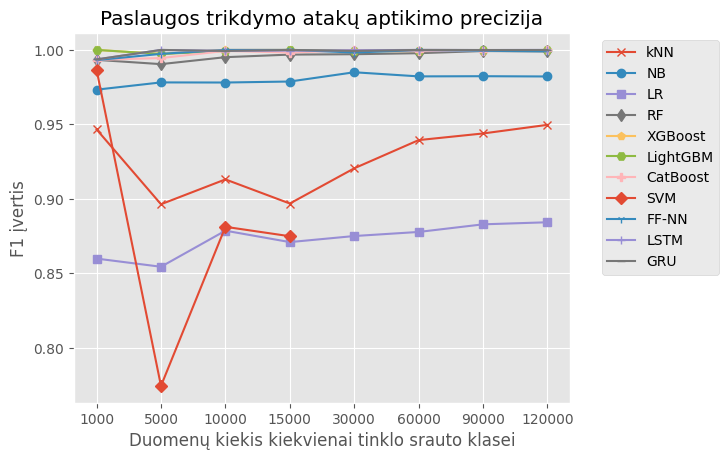 Paslaugos trikdymo atakų aptikimo precizija
F1 įvertis
1.00
0.95
0.90
0.85
0.80
1000 5000 10000 15000 30000 60000 90000 120000
Duomenų kiekis kiekvienai tinklo srauto klasei
kNN
NB
LR
RF
XGBoost
LightGBM
CatBoost
SVM
FF-NN
LSTM
GRU